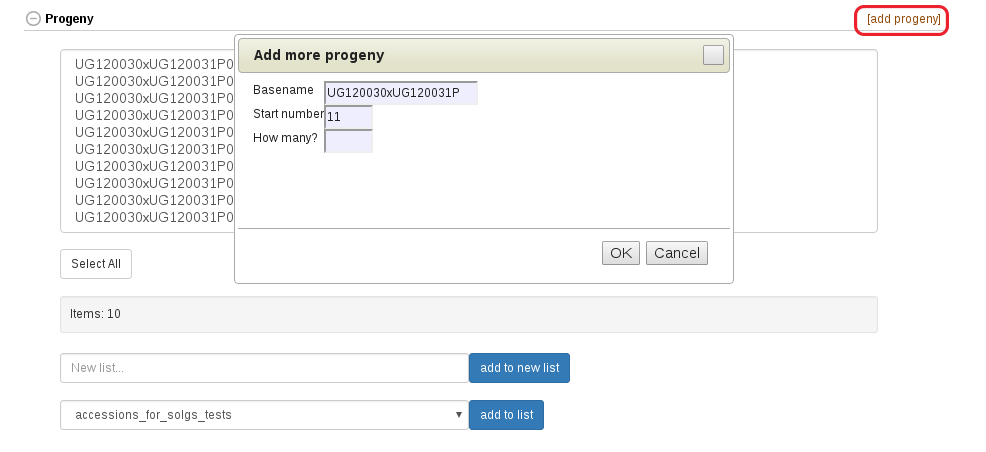 Progeny [add progeny]
Add more progeny
UG120030xUG120031P0
UG120030xUG120031P0
UG120030xUG120031P0
UG120030xUG120031P0
UG120030xUG120031P0
UG120030xUG120031P0
UG120030xUG120031P0
UG120030xUG120031P0
UG120030xUG120031P0
UG120030xUG120031P0
Basename UG120030xUG120031P
Start number 11
How many?
OK Cancel
Select All
Items: 10
New list... add to new list
accessions_for_solgs_tests add to list